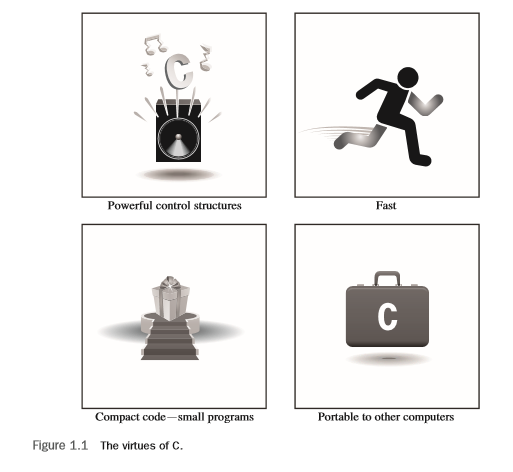 C
Powerful control structures
Fast
C
Compact code—small programs
Portable to other computers
Figure 1.1 The virtues of C.